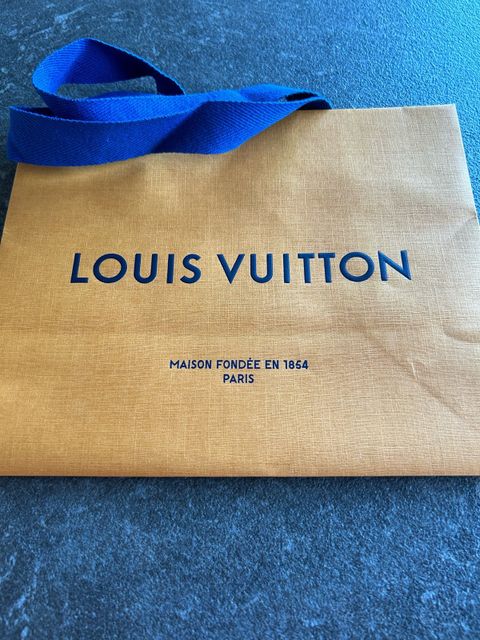 LOUIS VUITTON
MAISON FONDÉE EN 1854
PARIS